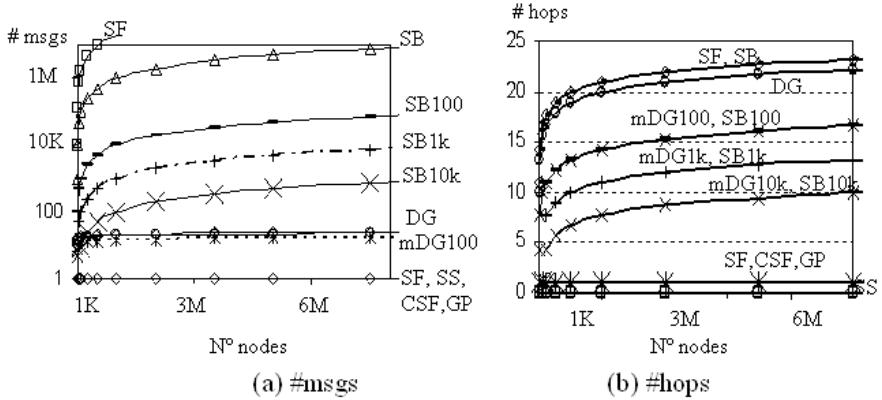 # msgs
SF
SB
1M
SB100
10K
SB1k
SB10k
100
DG
mDG100
1
SF, SS,
CSF,GP
1K 3M 6M
Nº nodes
(a) #msgs
# hops
25
SF, SB
20
DG
mDG100, SB100
15
mDG1k, SB1k
10
mDG10k, SB10k
5
SF,CSF,GP
0
SS
1K 3M 6M
Nº nodes
(b) #hops